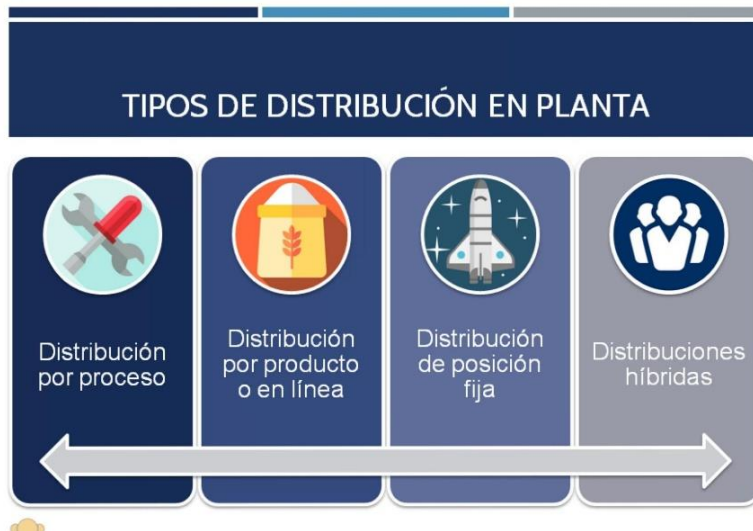 TIPOS DE DISTRIBUCIÓN EN PLANTA
Distribución
por proceso
Distribución
por producto
o en línea
Distribución
de posición
fija
Distribuciones
híbridas